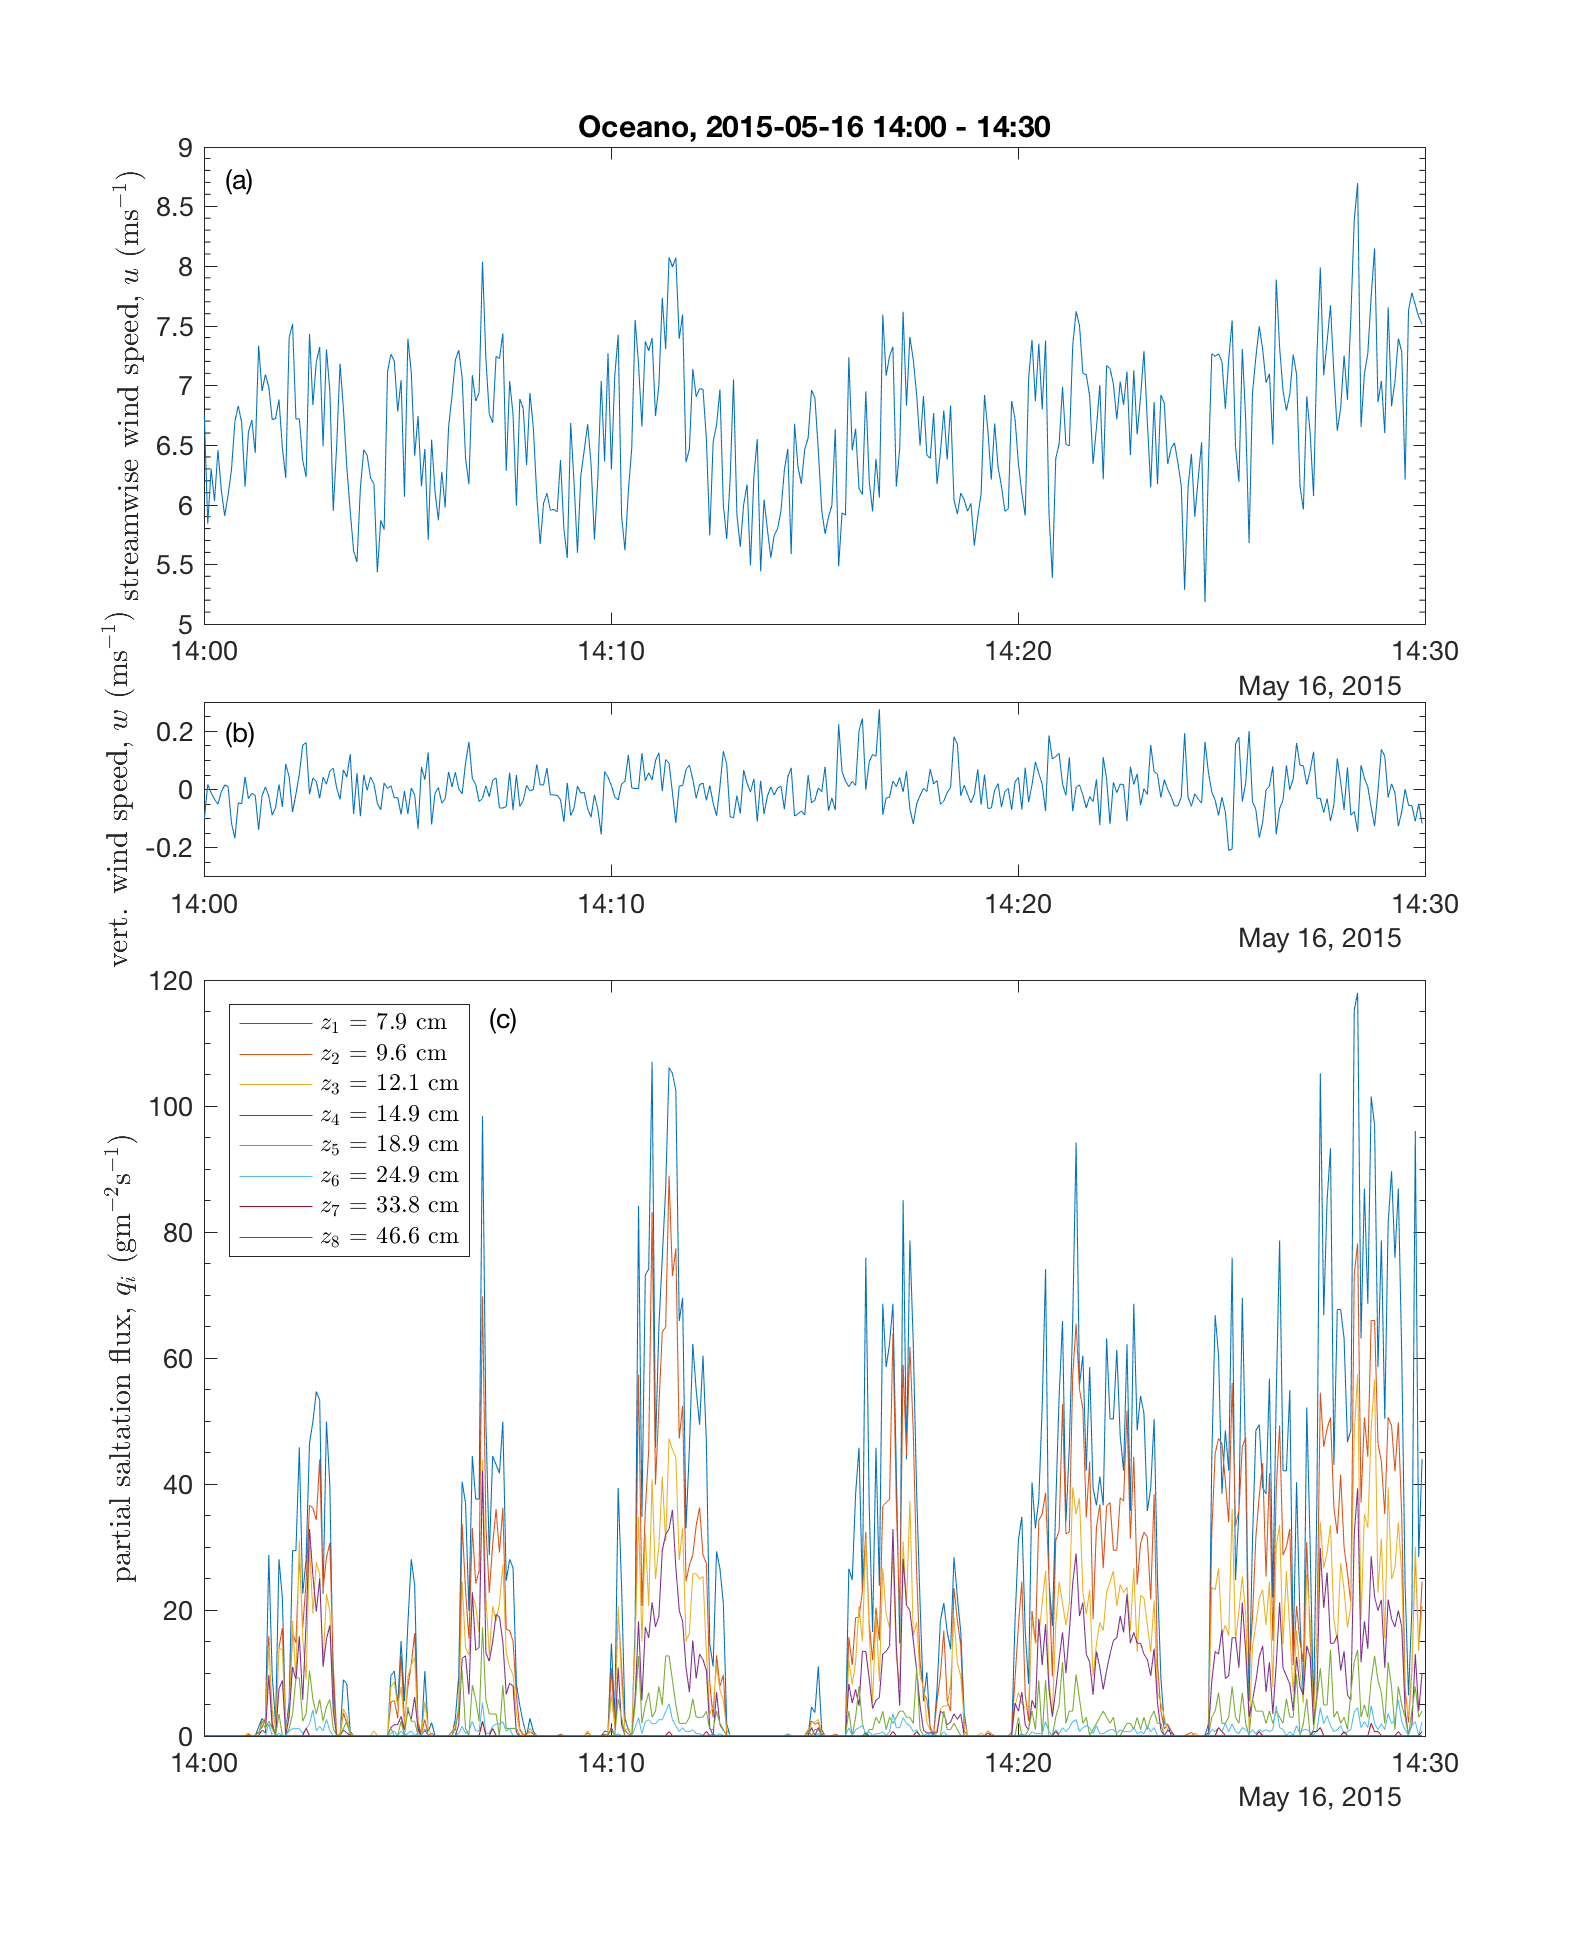 Oceano, 2015-05-16 14:00 - 14:30
(a)
streamwise wind speed, u (ms⁻¹)
9
8.5
8
7.5
7
6.5
6
5.5
5
14:00 14:10 14:20 14:30
May 16, 2015
(b)
vert. wind speed, w (ms⁻¹)
0.2
0
-0.2
14:00 14:10 14:20 14:30
May 16, 2015
(c)
partial saltation flux, qᵢ (gm⁻²s⁻¹)
120
100
80
60
40
20
0
z₁ = 7.9 cm
z₂ = 9.6 cm
z₃ = 12.1 cm
z₄ = 14.9 cm
z₅ = 18.9 cm
z₆ = 24.9 cm
z₇ = 33.8 cm
z₈ = 46.6 cm
14:00 14:10 14:20 14:30
May 16, 2015